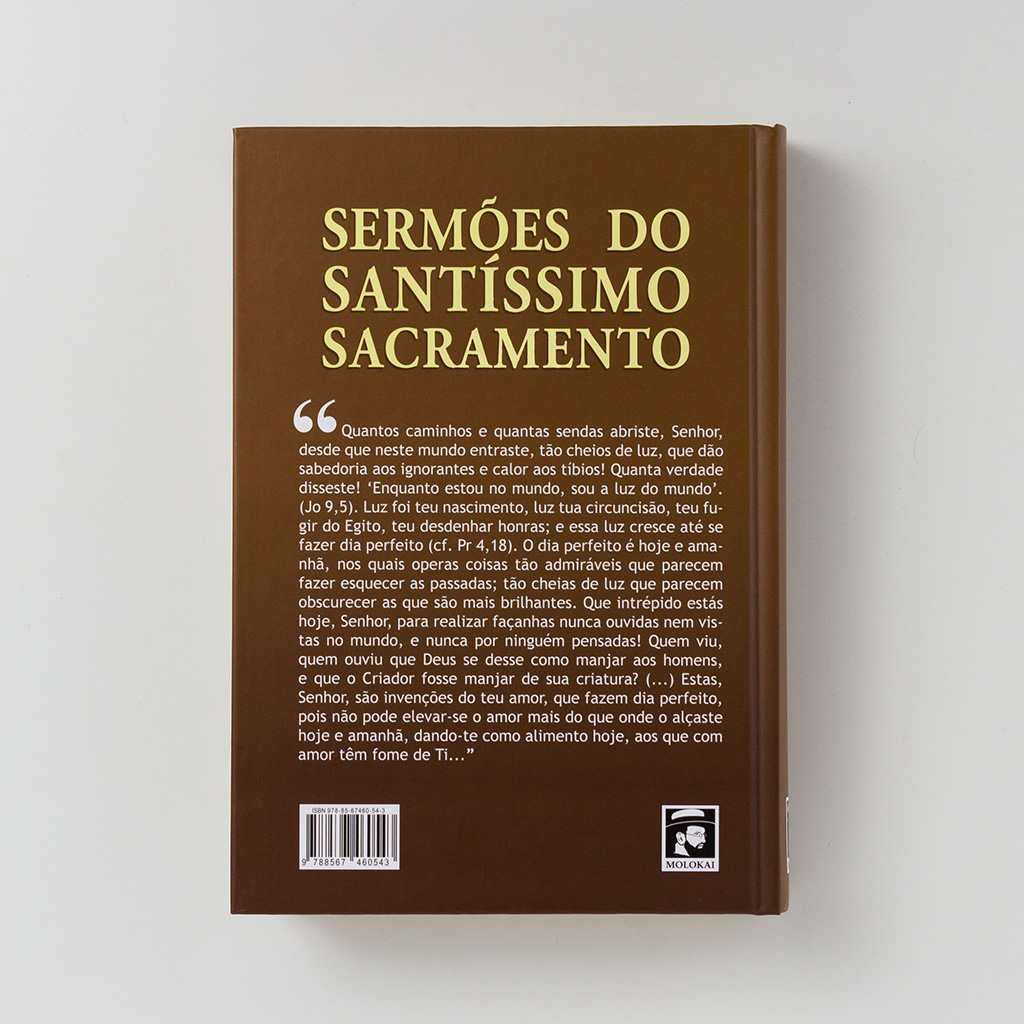 SERMÕES DO
SANTÍSSIMO
SACRAMENTO
“Quantos caminhos e quantas sendas abriste, Senhor,
desde que neste mundo entraste, tão cheios de luz, que dão
sabedoria aos ignorantes e calor aos tíbios! Quanta verdade
disseste! ‘Enquanto estou no mundo, sou a luz do mundo’.
(Jo 9,5). Luz foi teu nascimento, luz tua circuncisão, teu fu-
gir do Egito, teu desdenhar honras; e essa luz cresce até se
fazer dia perfeito (cf. Pr 4,18). O dia perfeito é hoje e ama-
nhã, nos quais operas coisas tão admiráveis que parecem
fazer esquecer as passadas; tão cheias de luz que parecem
obscurecer as que são mais brilhantes. Que intrépido estás
hoje, Senhor, para realizar façanhas nunca ouvidas nem vis-
tas no mundo, e nunca por ninguém pensadas! Quem viu,
quem ouviu que Deus se desse como manjar aos homens,
e que o Criador fosse manjar de sua criatura? (...) Estas,
Senhor, são invenções do teu amor, que fazem dia perfeito,
pois não pode elevar-se o amor mais do que onde o alçaste
hoje e amanhã, dando-te como alimento hoje, aos que com
amor têm fome de Ti...”
ISBN 978-85-67460-54-3
9 788567 460543
MOLOKAI